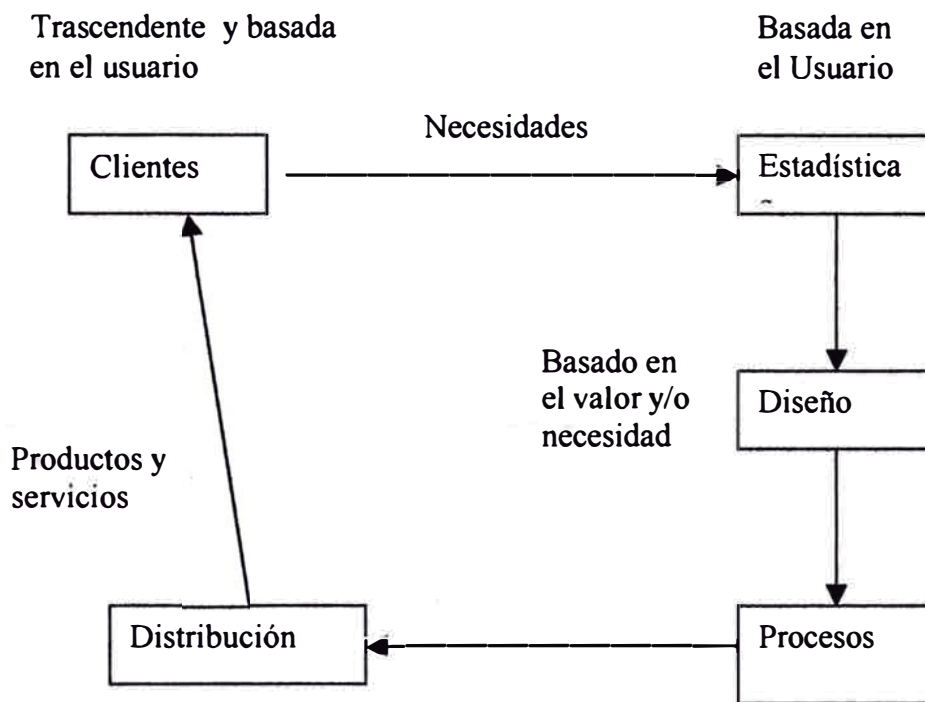 Trascendente y basada
en el usuario
Basada en
el Usuario
Necesidades
Clientes
Estadística
Basado en
el valor y/o
necesidad
Diseño
Productos y
servicios
Distribución
Procesos